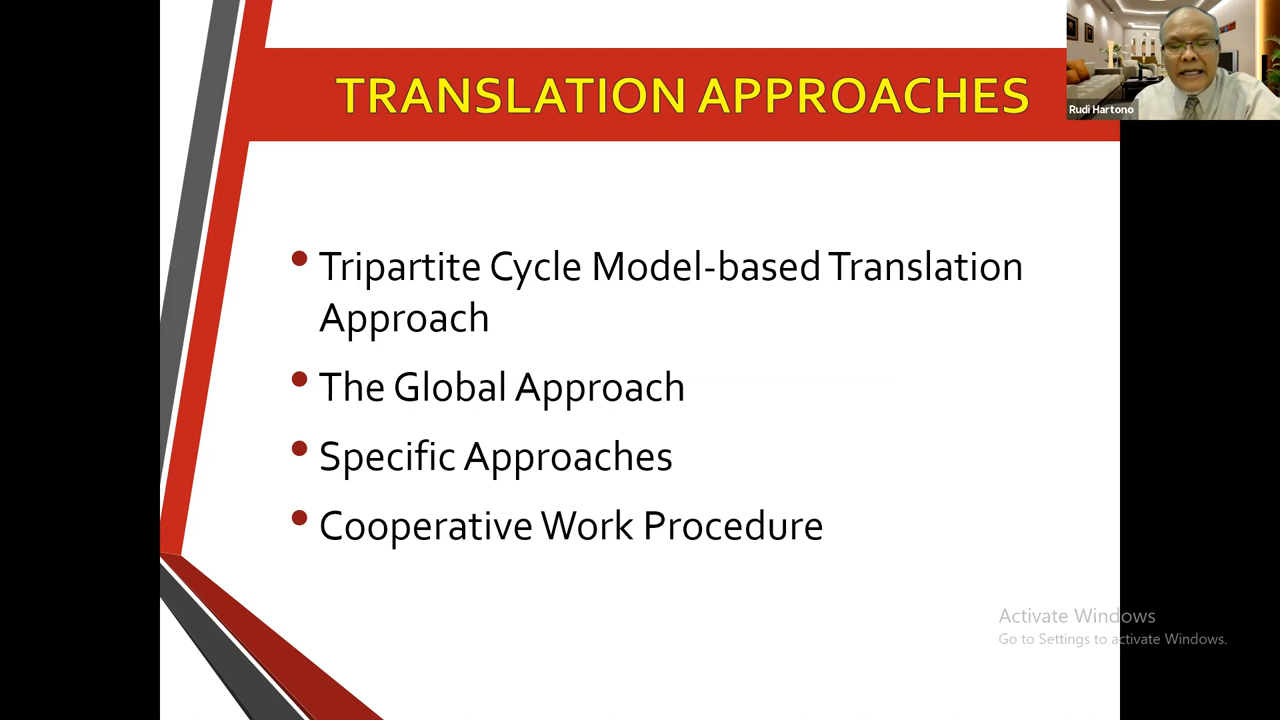 TRANSLATION APPROACHES
Rudi Hartono
• Tripartite Cycle Model-based Translation
Approach
• The Global Approach
• Specific Approaches
• Cooperative Work Procedure
Activate Windows
Go to Settings to activate Windows.